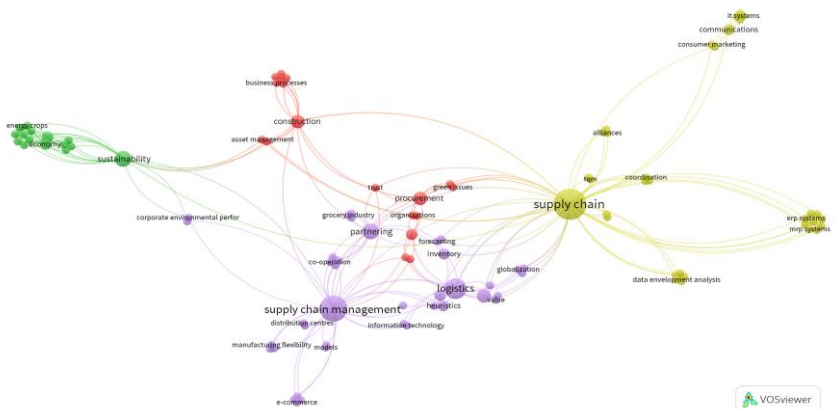 it systems
communications
consumer marketing
business processes
construction
energy crops
economy
asset management
alliances
sustainability
tqm
coordination
trust
green issues
procurement
supply chain
grocery industry
organisations
corporate environmental perfor
erp systems
partnering
mrp systems
forecasting
inventory
co-operation
globalization
data envelopment analysis
logistics
value
supply chain management
heuristics
distribution centres
information technology
manufacturing flexibility
models
e-commerce
VOSviewer